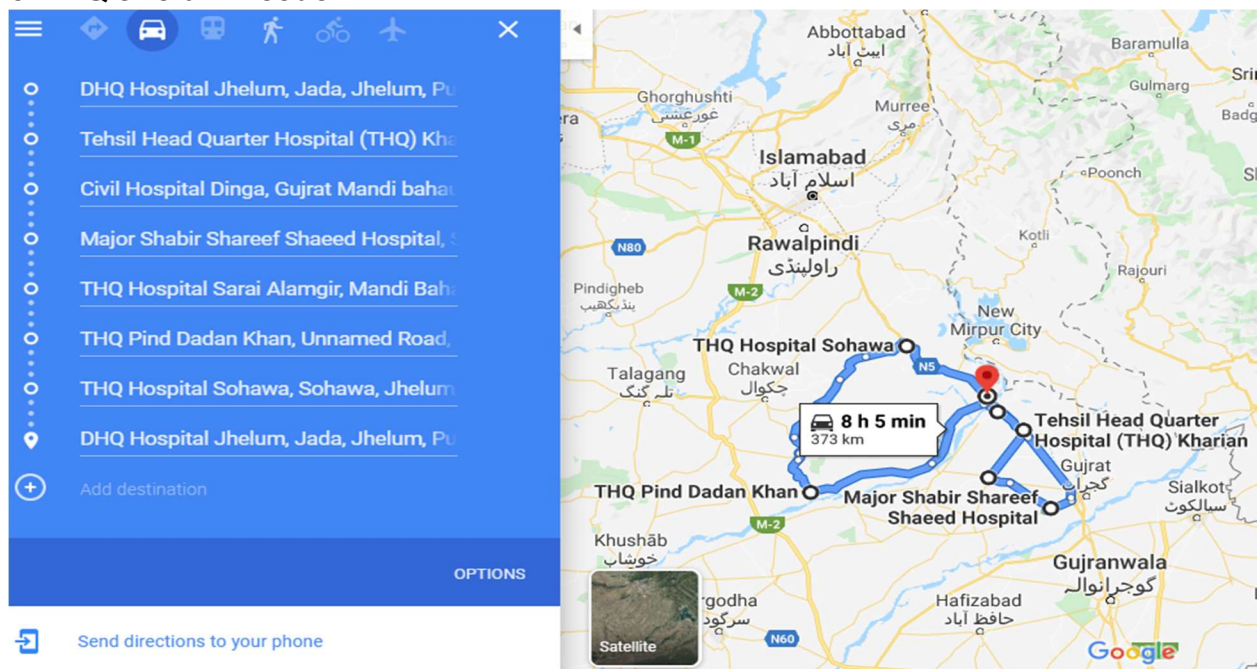 DHQ Hospital Jhelum, Jada, Jhelum, Pu
Tehsil Head Quarter Hospital (THQ) Kha
Civil Hospital Dinga, Gujrat Mandi bahau
Major Shabir Shareef Shaeed Hospital, S
THQ Hospital Sarai Alamgir, Mandi Bah
THQ Pind Dadan Khan, Unnamed Road,
THQ Hospital Sohawa, Sohawa, Jhelum
DHQ Hospital Jhelum, Jada, Jhelum, Pu
Add destination
OPTIONS
Send directions to your phone
Abbottabad
ایبٹ آباد
Baramulla
Gulmarg
Srin
Badg
Ghorghushti
غورغشتی
Murree
مری
M-1
Islamabad
اسلام آباد
Poonch
N80
Rawalpindi
راولپنڈی
Kotli
Rajouri
Pindigheb
پنڈیگھیب
M-2
New
Mirpur City
THQ Hospital Sohawa
N5
Talagang
تلہ گنگ
Chakwal
چکوال
8 h 5 min
373 km
Tehsil Head Quarter
Hospital (THQ) Kharian
Gujrat
گجرات
THQ Pind Dadan Khan
Major Shabir Shareef
Shaeed Hospital
Sialkot
سیالکوٹ
M-2
Khushāb
خوشاب
Gujranwala
گوجرانوالہ
rgodha
سرگود
Hafizabad
حافظ آباد
N60
Satellite
Google